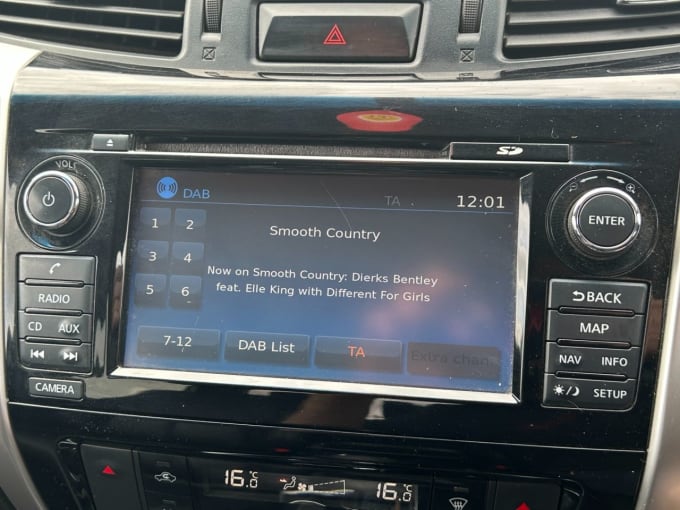 VOL
SD
DAB
TA
12:01
ENTER
1 2
3 4
5 6
Smooth Country
Now on Smooth Country: Dierks Bentley
feat. Elle King with Different For Girls
7-12
DAB List
TA
Extra chan
RADIO
CD AUX
CAMERA
BACK
MAP
NAV INFO
SETUP
16.0 °C
16.0 °C